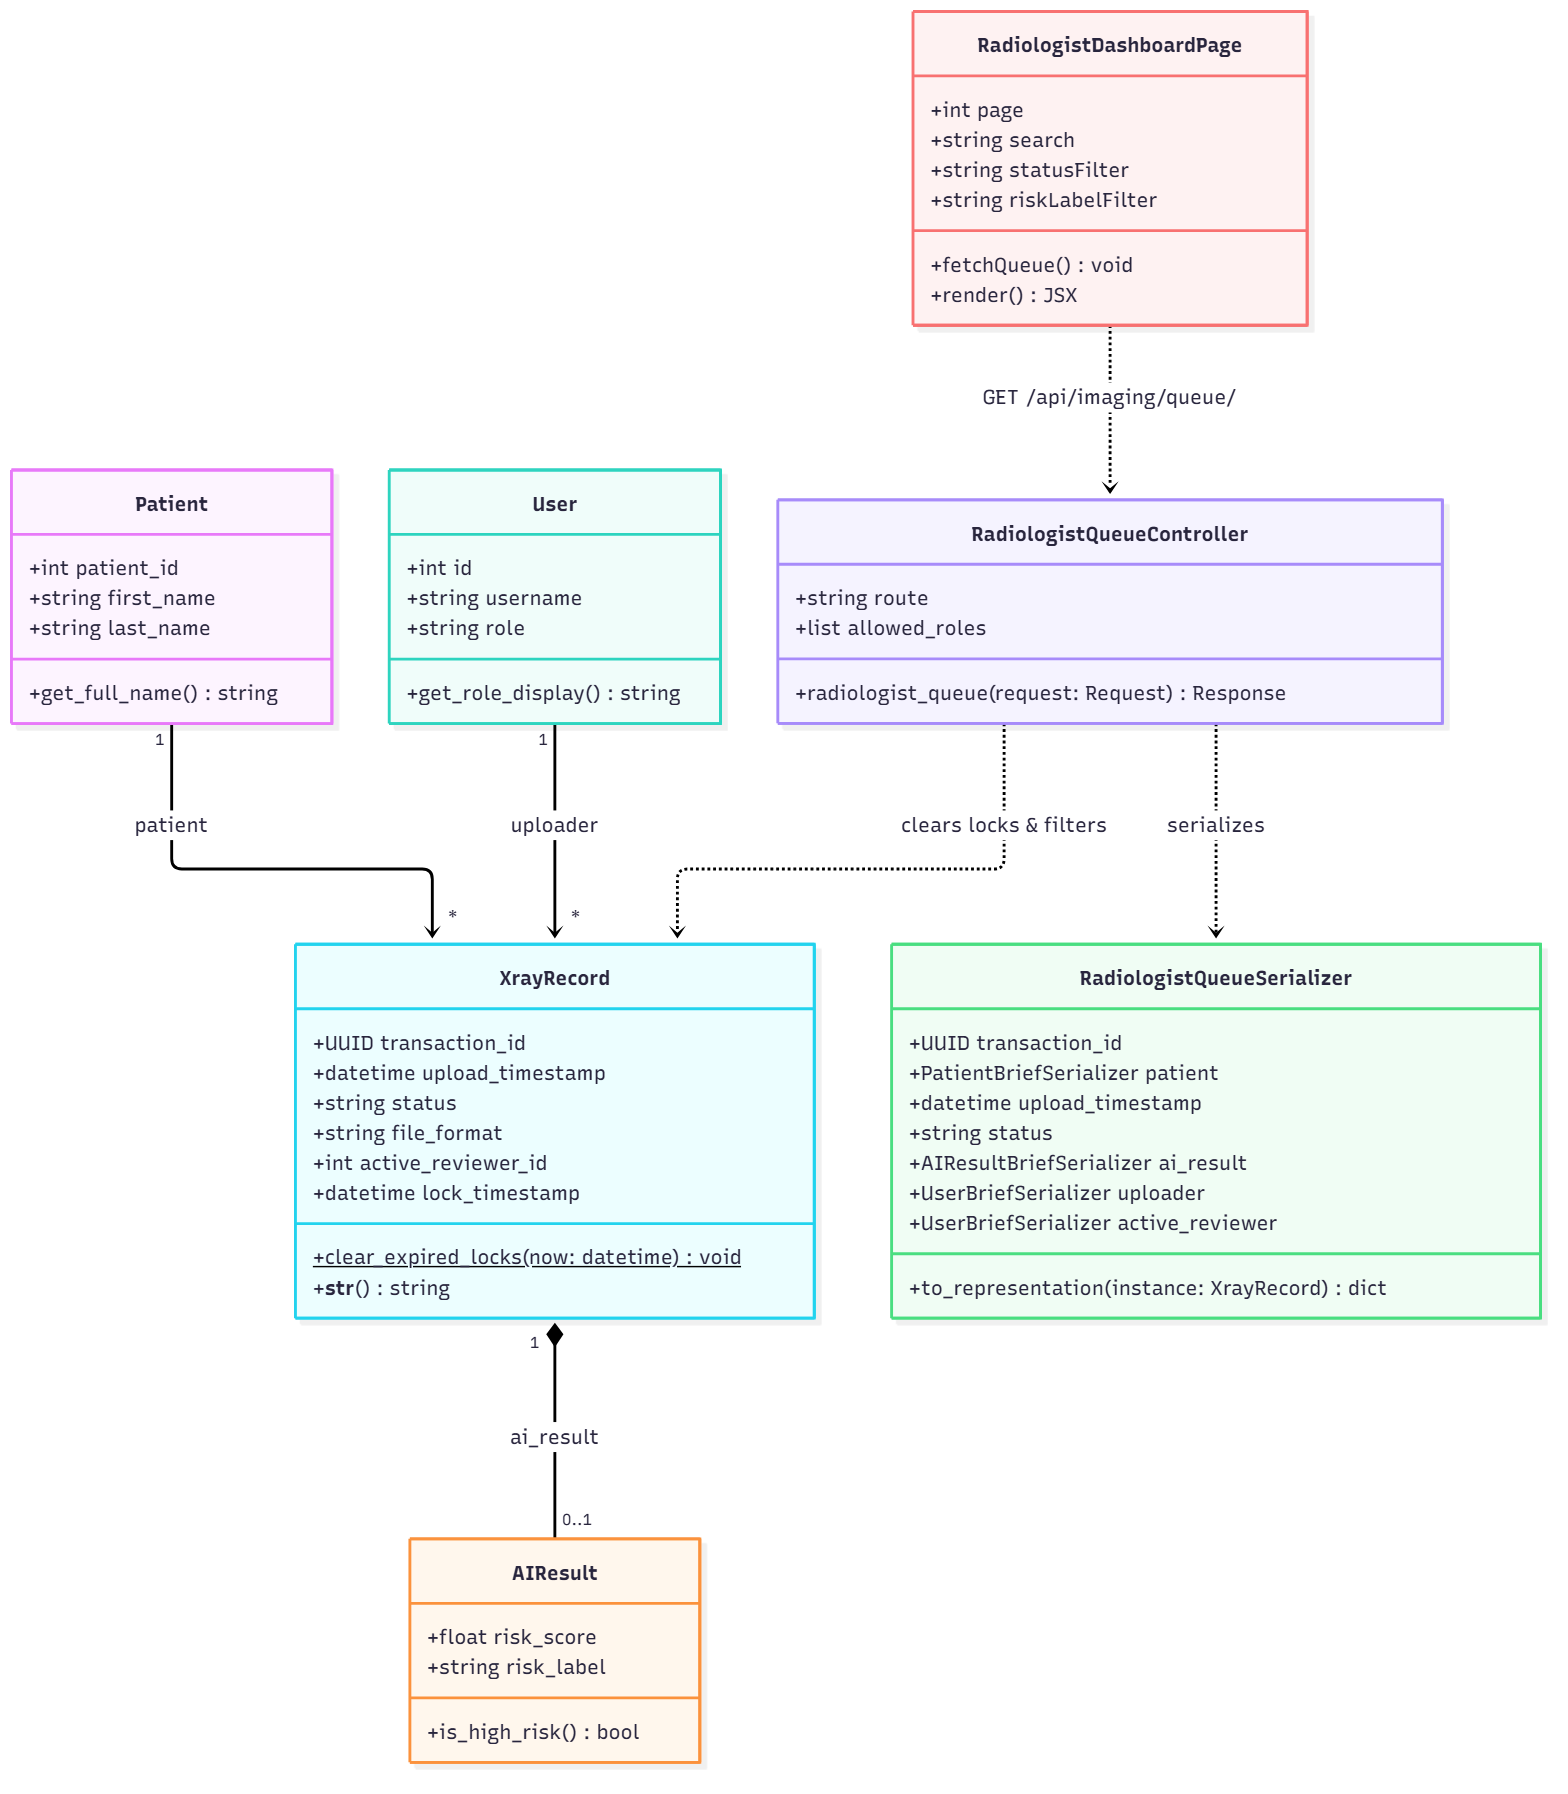 RadiologistDashboardPage
+int page
+string search
+string statusFilter
+string riskLabelFilter
+fetchQueue() : void
+render() : JSX
GET /api/imaging/queue/
Patient
+int patient_id
+string first_name
+string last_name
+get_full_name() : string
User
+int id
+string username
+string role
+get_role_display() : string
RadiologistQueueController
+string route
+list allowed_roles
+radiologist_queue(request: Request) : Response
1
1
patient
uploader
clears locks & filters
serializes
*
*
XrayRecord
+UUID transaction_id
+datetime upload_timestamp
+string status
+string file_format
+int active_reviewer_id
+datetime lock_timestamp
+clear_expired_locks(now: datetime) : void
+str() : string
RadiologistQueueSerializer
+UUID transaction_id
+PatientBriefSerializer patient
+datetime upload_timestamp
+string status
+AIResultBriefSerializer ai_result
+UserBriefSerializer uploader
+UserBriefSerializer active_reviewer
+to_representation(instance: XrayRecord) : dict
1
ai_result
0..1
AIResult
+float risk_score
+string risk_label
+is_high_risk() : bool